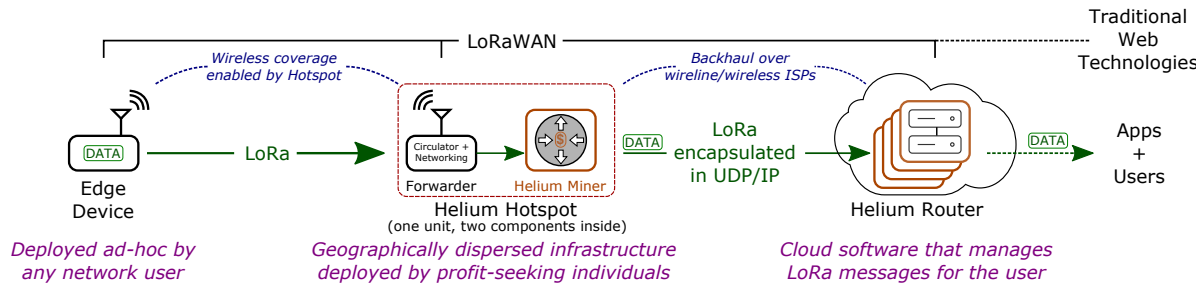 LoRaWAN
Traditional
Web
Technologies
Wireless coverage
enabled by Hotspot
Backhaul over
wireline/wireless ISPs
DATA
LoRa
Circulator +
Networking
$
Forwarder
Helium Miner
DATA
LoRa
encapsulated
in UDP/IP
DATA
Apps
+
Users
Edge
Device
Helium Hotspot
(one unit, two components inside)
Helium Router
Deployed ad-hoc by
any network user
Geographically dispersed infrastructure
deployed by profit-seeking individuals
Cloud software that manages
LoRa messages for the user